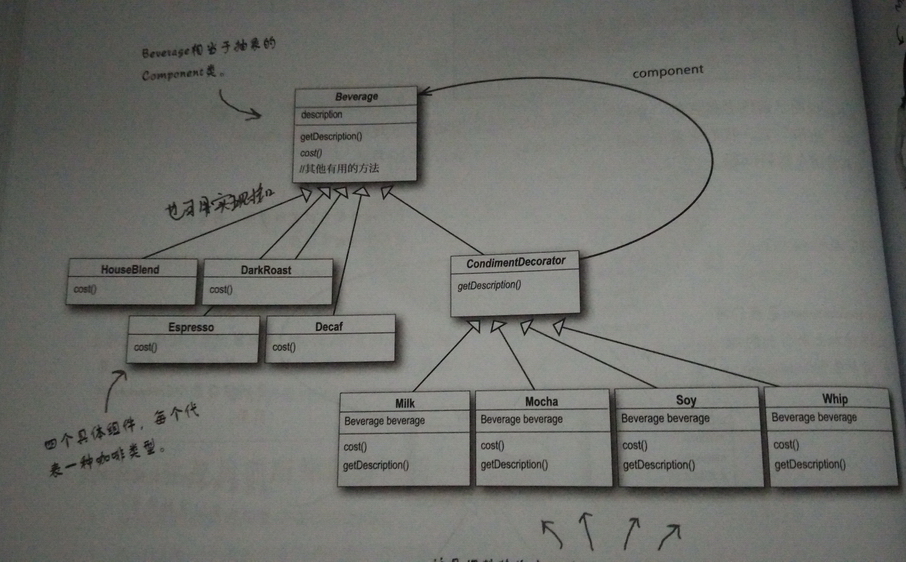 Beverage相当于抽象的
Component类。
component
Beverage
description
getDescription()
cost()
//其他有用的方法
也可是实现接口
HouseBlend
cost()
DarkRoast
cost()
CondimentDecorator
getDescription()
Espresso
cost()
Decaf
cost()
四个具体组件，每个代
表一种咖啡类型。
Milk
Beverage beverage
cost()
getDescription()
Mocha
Beverage beverage
cost()
getDescription()
Soy
Beverage beverage
cost()
getDescription()
Whip
Beverage beverage
cost()
getDescription()